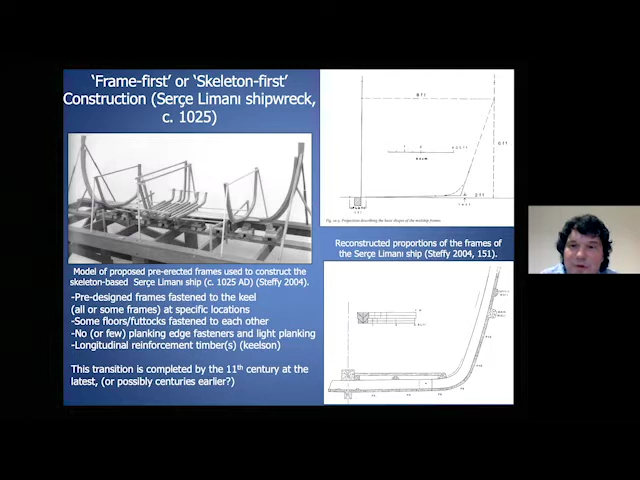 ‘Frame-first’ or ‘Skeleton-first’
Construction (Serçe Limanı shipwreck,
c. 1025)
Model of proposed pre-erected frames used to construct the
skeleton-based Serçe Limanı ship (c. 1025 AD) (Steffy 2004).
-Pre-designed frames fastened to the keel
(all or some frames) at specific locations
-Some floors/futtocks fastened to each other
-No (or few) planking edge fasteners and light planking
-Longitudinal reinforcement timber(s) (keelson)
This transition is completed by the 11th century at the
latest, (or possibly centuries earlier?)
8 f t
Reconstructed proportions of the frames of
the Serçe Limanı ship (Steffy 2004, 151).